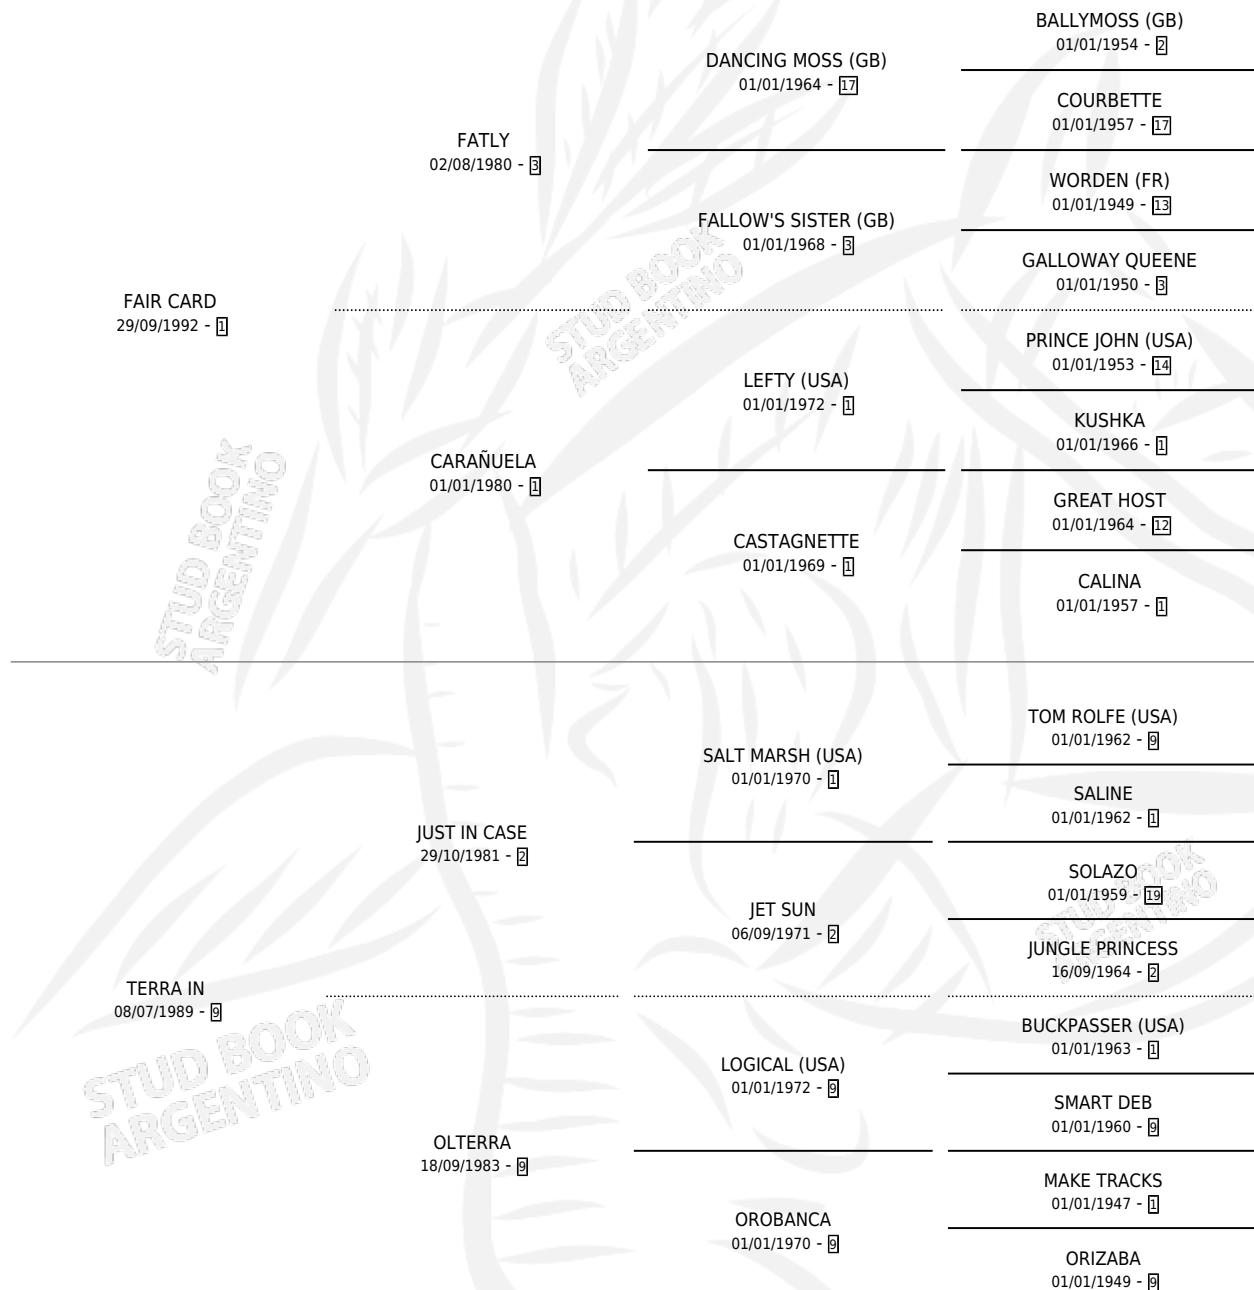 BALLYMOSS (GB)
01/01/1954 - 2
DANCING MOSS (GB)
01/01/1964 - 17
COURBETTE
01/01/1957 - 17
FATLY
02/08/1980 - 3
WORDEN (FR)
01/01/1949 - 13
FALLOW'S SISTER (GB)
01/01/1968 - 3
GALLOWAY QUEENE
01/01/1950 - 3
FAIR CARD
29/09/1992 - 1
PRINCE JOHN (USA)
01/01/1953 - 14
LEFTY (USA)
01/01/1972 - 1
KUSHKA
01/01/1966 - 1
CARAÑUELA
01/01/1980 - 1
GREAT HOST
01/01/1964 - 12
CASTAGNETTE
01/01/1969 - 1
CALINA
01/01/1957 - 1
TOM ROLFE (USA)
01/01/1962 - 9
SALT MARSH (USA)
01/01/1970 - 1
SALINE
01/01/1962 - 1
JUST IN CASE
29/10/1981 - 2
SOLAZO
01/01/1959 - 19
JET SUN
06/09/1971 - 2
JUNGLE PRINCESS
16/09/1964 - 2
TERRA IN
08/07/1989 - 9
BUCKPASSER (USA)
01/01/1963 - 1
LOGICAL (USA)
01/01/1972 - 9
SMART DEB
01/01/1960 - 9
OLTERRA
18/09/1983 - 9
MAKE TRACKS
01/01/1947 - 1
OROBANCA
01/01/1970 - 9
ORIZABA
01/01/1949 - 9
STUD BOOK
ARGENTINO
STUD BOOK
ARGENTINO
STUD BOOK
ARGENTINO
STUD BOOK
ARGENTINO